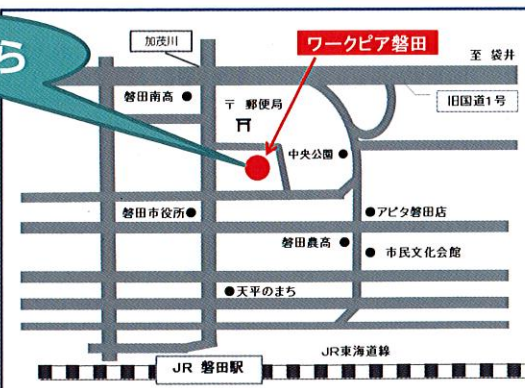 ら
加茂川
ワークピア磐田
至 袋井
磐田南高
〒 郵便局
旧国道1号
中央公園
磐田市役所
アピタ磐田店
磐田農高
市民文化会館
天平のまち
JR東海道線
JR 磐田駅